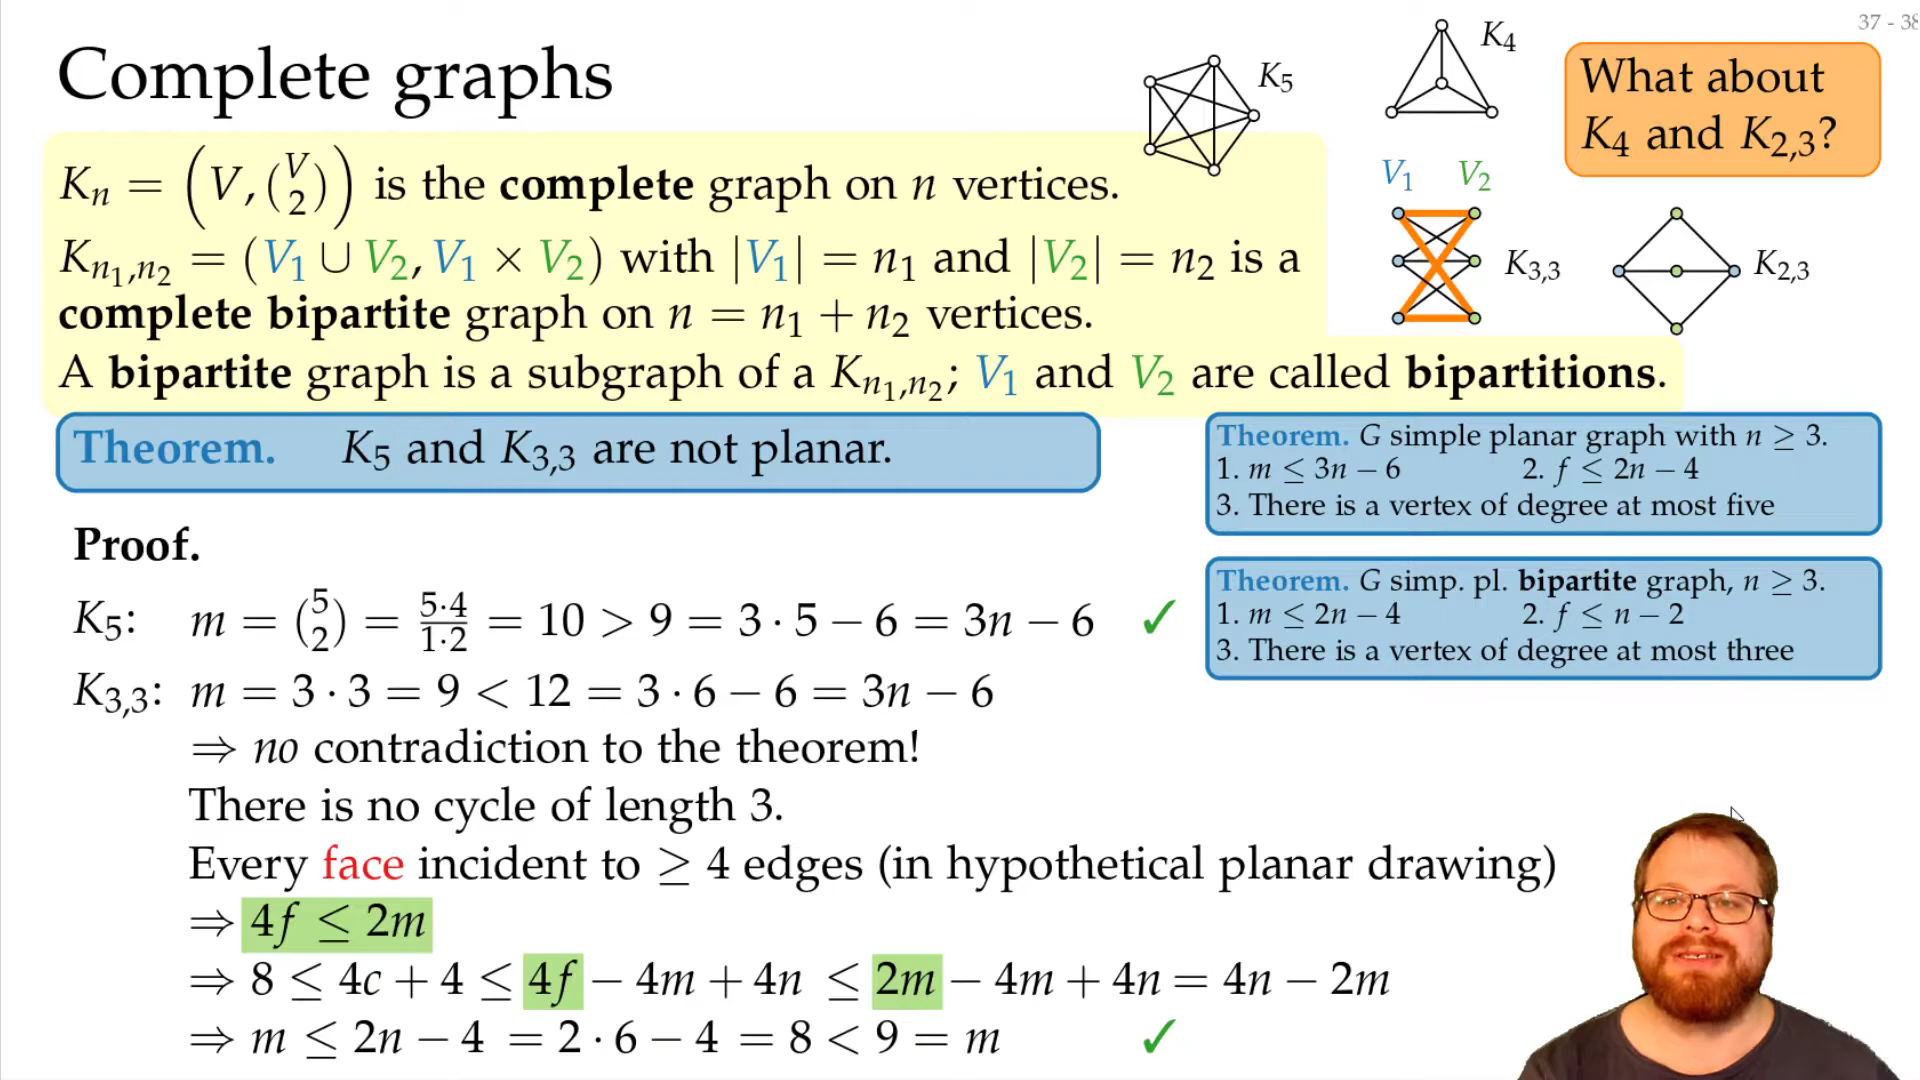 37 - 38
Complete graphs
K₅
K₄
What about
K₄ and K₂,₃?
Kₙ = (V, (V 2)) is the complete graph on n vertices.
Kₙ₁,ₙ₂ = (V₁ ∪ V₂, V₁ × V₂) with |V₁| = n₁ and |V₂| = n₂ is a
complete bipartite graph on n = n₁ + n₂ vertices.
A bipartite graph is a subgraph of a Kₙ₁,ₙ₂; V₁ and V₂ are called bipartitions.
V₁ V₂
K₃,₃
K₂,₃
Theorem. K₅ and K₃,₃ are not planar.
Theorem. G simple planar graph with n ≥ 3.
1. m ≤ 3n − 6 2. f ≤ 2n − 4
3. There is a vertex of degree at most five
Theorem. G simp. pl. bipartite graph, n ≥ 3.
1. m ≤ 2n − 4 2. f ≤ n − 2
3. There is a vertex of degree at most three
Proof.
K₅: m = (5 2) = 5·4/1·2 = 10 > 9 = 3 · 5 − 6 = 3n − 6 ✓
K₃,₃: m = 3 · 3 = 9 < 12 = 3 · 6 − 6 = 3n − 6
⇒ no contradiction to the theorem!
There is no cycle of length 3.
Every face incident to ≥ 4 edges (in hypothetical planar drawing)
⇒ 4f ≤ 2m
⇒ 8 ≤ 4c + 4 ≤ 4f − 4m + 4n ≤ 2m − 4m + 4n = 4n − 2m
⇒ m ≤ 2n − 4 = 2 · 6 − 4 = 8 < 9 = m ✓